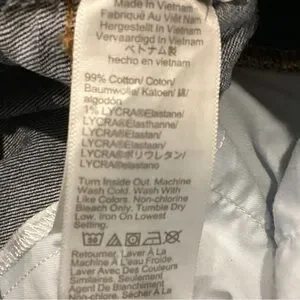 Made in Vietnam
Fabriqué Au Viêt Nam
Hergestellt in Vietnam
Vervaardigd In Vietnam
ベトナム製
hecho en vietnam
99% Cotton/ Coton/
Baumwolle/ Katoen/ 綿/
algodón
1% LYCRA®Elastane/
LYCRA®Élasthanne/
LYCRA®Elasthan/
LYCRA®Elastaan/
LYCRA®ポリウレタン/
LYCRA®elastano
Turn Inside Out. Machine
Wash Cold. Wash With
Like Colors. Non-chlorine
Bleach Only. Tumble Dry
Low. Iron On Lowest
Setting.
30
Retourner. Laver À La
Machine À L'eau Froide.
Laver Avec Des Couleurs
Similaires. Seulement
Agent De Blanchiment
Non-chlore. Sécher À La